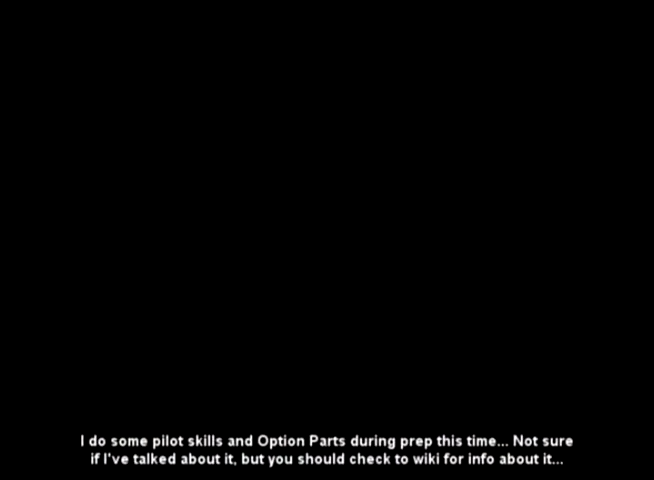 I do some pilot skills and Option Parts during prep this time... Not sure
if I've talked about it, but you should check to wiki for info about it...